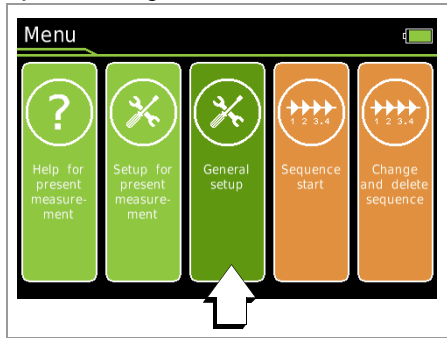 Menu
?
Help for
present
measure-
ment
Setup for
present
measure-
ment
General
setup
1 2 3.4
Sequence
start
1 2 3.4
Change
and delete
sequence